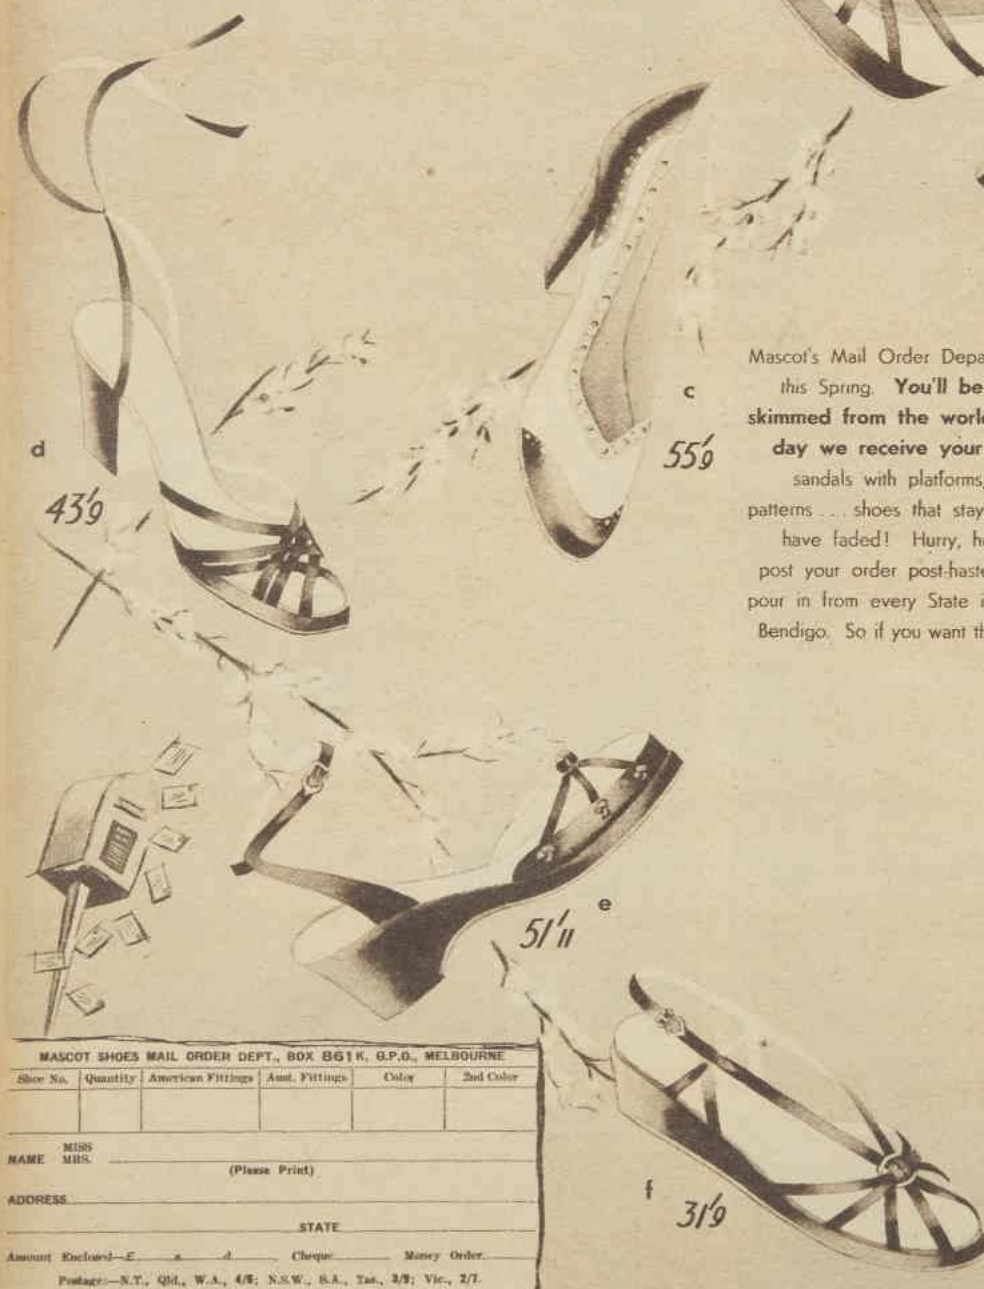 c
55'9
d
43'9
Mascot's Mail Order Depa
this Spring. You'll be
skimmed from the worl
day we receive your
sandals with platforms,
patterns . . . shoes that stay
have faded! Hurry, h
post your order post-haste
pour in from every State i
Bendigo. So if you want th
e
51'11
f
31'9
MASCOT SHOES MAIL ORDER DEPT., BOX 861K, G.P.O., MELBOURNE
Shoe No. Quantity American Fittings Aust. Fittings Color 2nd Color
NAME MISS
MRS.
(Please Print)
ADDRESS
STATE
Amount Enclosed—£ s. d. Cheque Money Order
Postage:—N.T., Qld., W.A., 4/5; N.S.W., S.A., Tas., 3/9; Vic., 2/7.